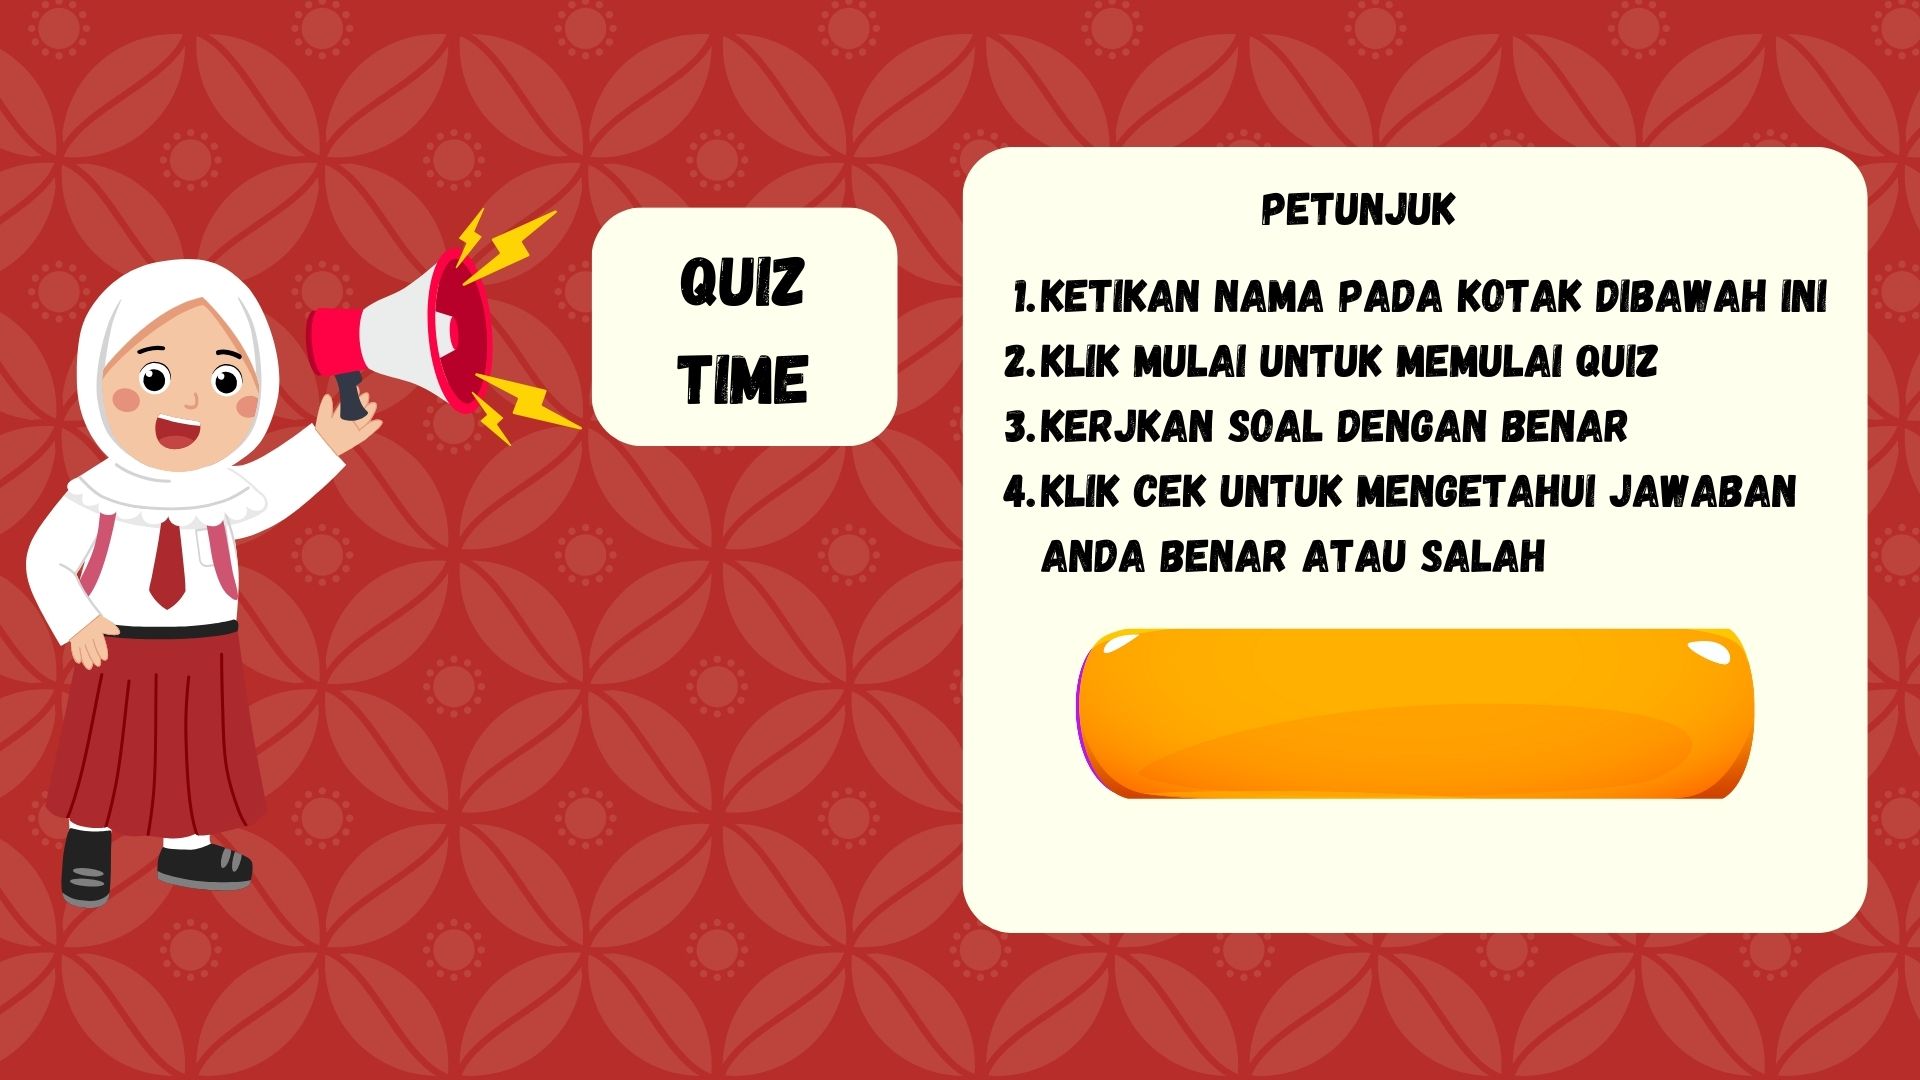 QUIZ
TIME
PETUNJUK
1. KETIKAN NAMA PADA KOTAK DIBAWAH INI
2. KLIK MULAI UNTUK MEMULAI QUIZ
3. KERJKAN SOAL DENGAN BENAR
4. KLIK CEK UNTUK MENGETAHUI JAWABAN
ANDA BENAR ATAU SALAH